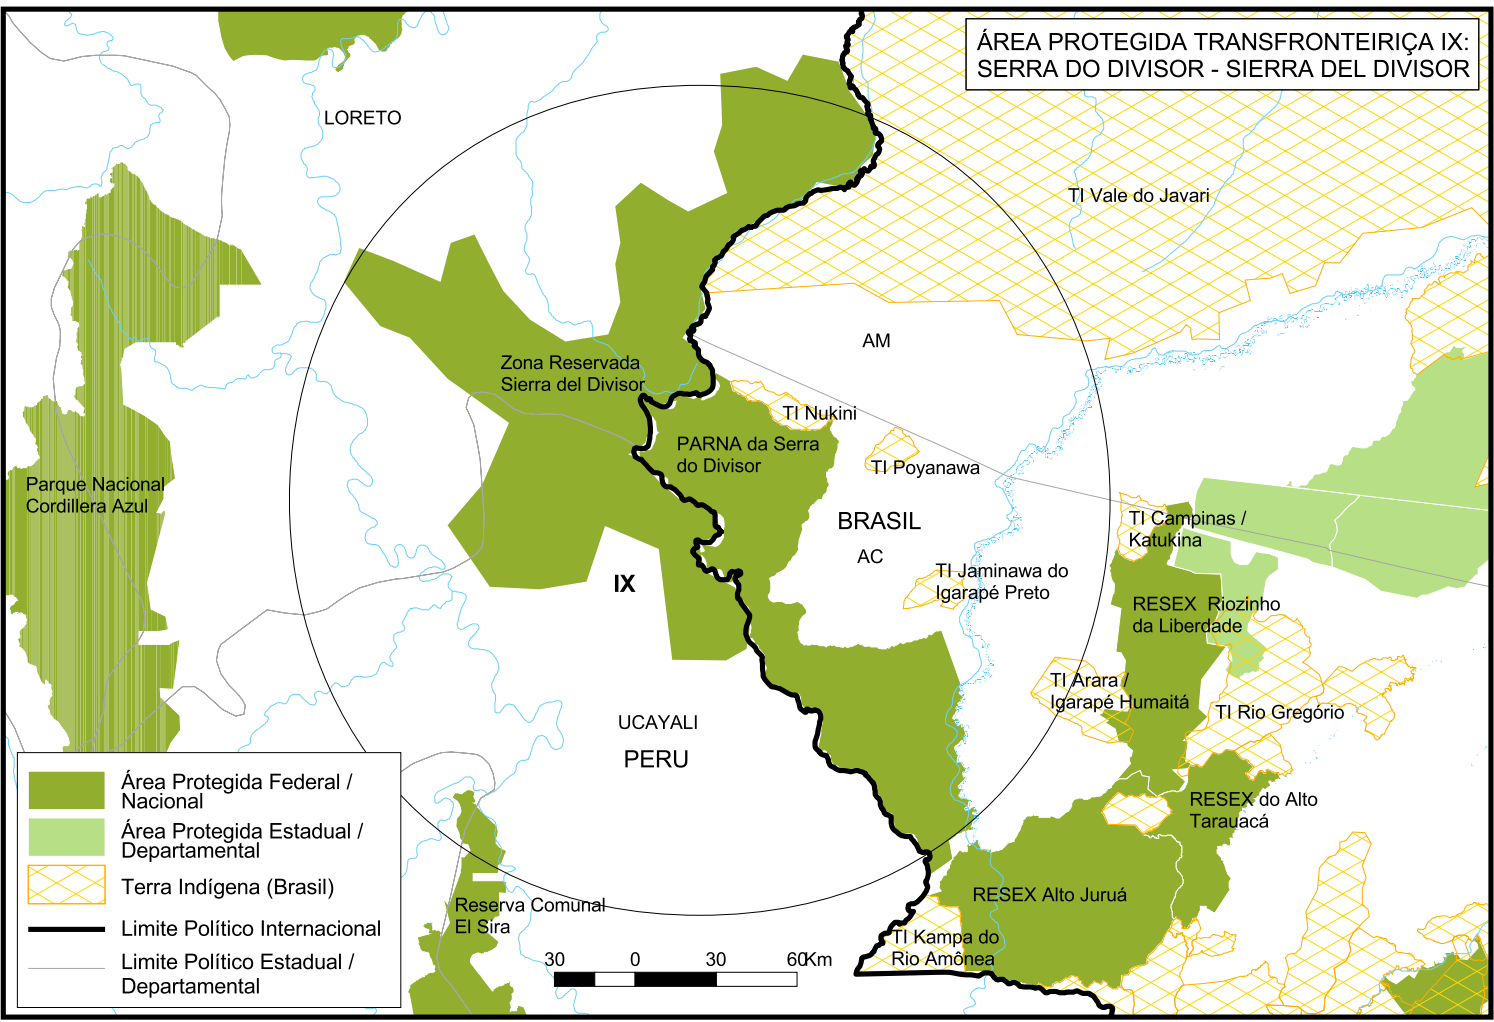 ÁREA PROTEGIDA TRANSFRONTEIRIÇA IX:
SERRA DO DIVISOR - SIERRA DEL DIVISOR
LORETO
TI Vale do Javari
AM
Zona Reservada
Sierra del Divisor
TI Nukini
PARNA da Serra
do Divisor
TI Poyanawa
Parque Nacional
Cordillera Azul
BRASIL
AC
TI Campinas /
Katukina
TI Jaminawa do
Igarapé Preto
IX
RESEX Riozinho
da Liberdade
TI Arara /
Igarapé Humaitá
TI Rio Gregório
UCAYALI
PERU
RESEX do Alto
Tarauacá
RESEX Alto Juruá
Reserva Comunal
El Sira
TI Kampa do
Rio Amônea
30 0 30 60 Km
Área Protegida Federal /
Nacional
Área Protegida Estadual /
Departamental
Terra Indígena (Brasil)
Limite Político Internacional
Limite Político Estadual /
Departamental